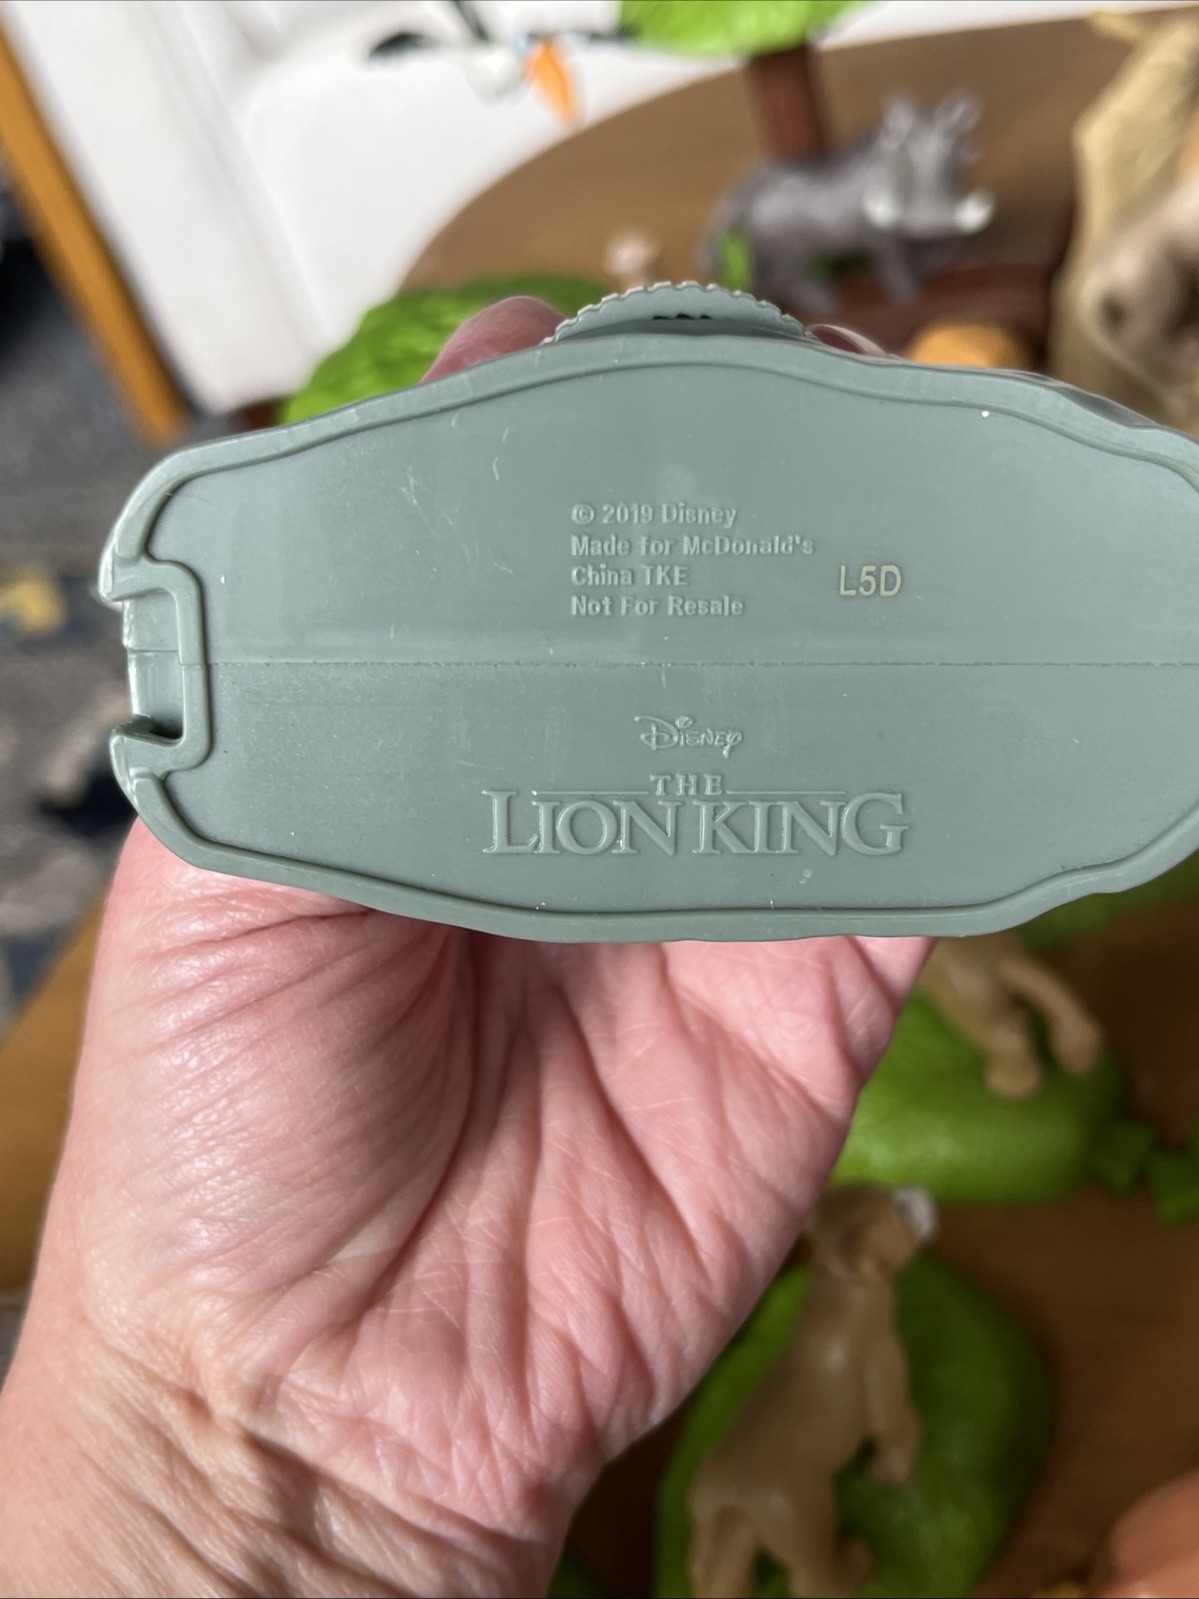 © 2019 Disney
Made for McDonald's
China TKE
Not For Resale
L5D
Disney
THE
LION KING